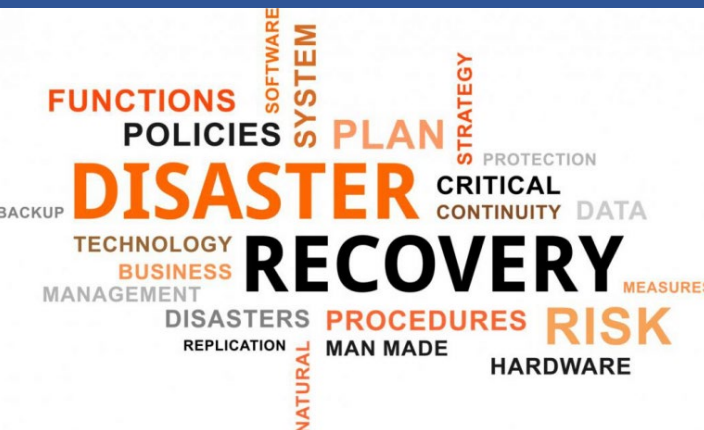 SOFTWARE
SYSTEM
STRATEGY
FUNCTIONS
POLICIES
PLAN
PROTECTION
DISASTER
CRITICAL
BACKUP
CONTINUITY
DATA
TECHNOLOGY
RECOVERY
BUSINESS
MANAGEMENT
MEASURES
DISASTERS
PROCEDURES
RISK
REPLICATION
MAN MADE
NATURAL
HARDWARE